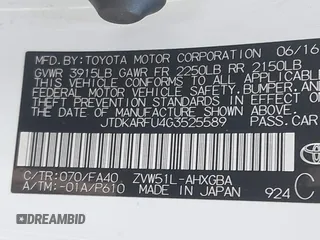 MFD. BY: TOYOTA MOTOR CORPORATION 06/16
GVWR 3915LB GAWR FR 2250LB RR 2150LB
THIS VEHICLE CONFORMS TO ALL APPLICABLE
FEDERAL MOTOR VEHICLE SAFETY, BUMPER, AND
THEFT PREVENTION STANDARDS IN EFFECT ON
THE DATE OF MANUFACTURE SHOWN ABOVE.
JTDKARFU4G3525589 PASS. CAR
C/TR:070/FA40 ZVW51L-AHXGBA
A/TM:-01A/P610 MADE IN JAPAN 924 C